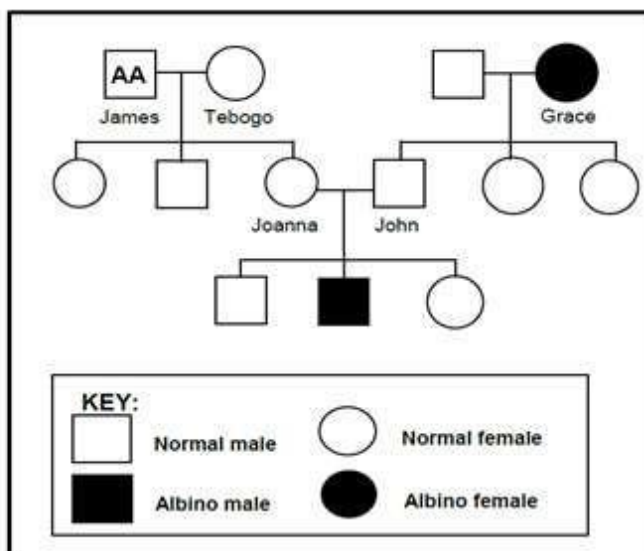 AA
James Tebogo Grace
Joanna John
KEY:
Normal male Normal female
Albino male Albino female